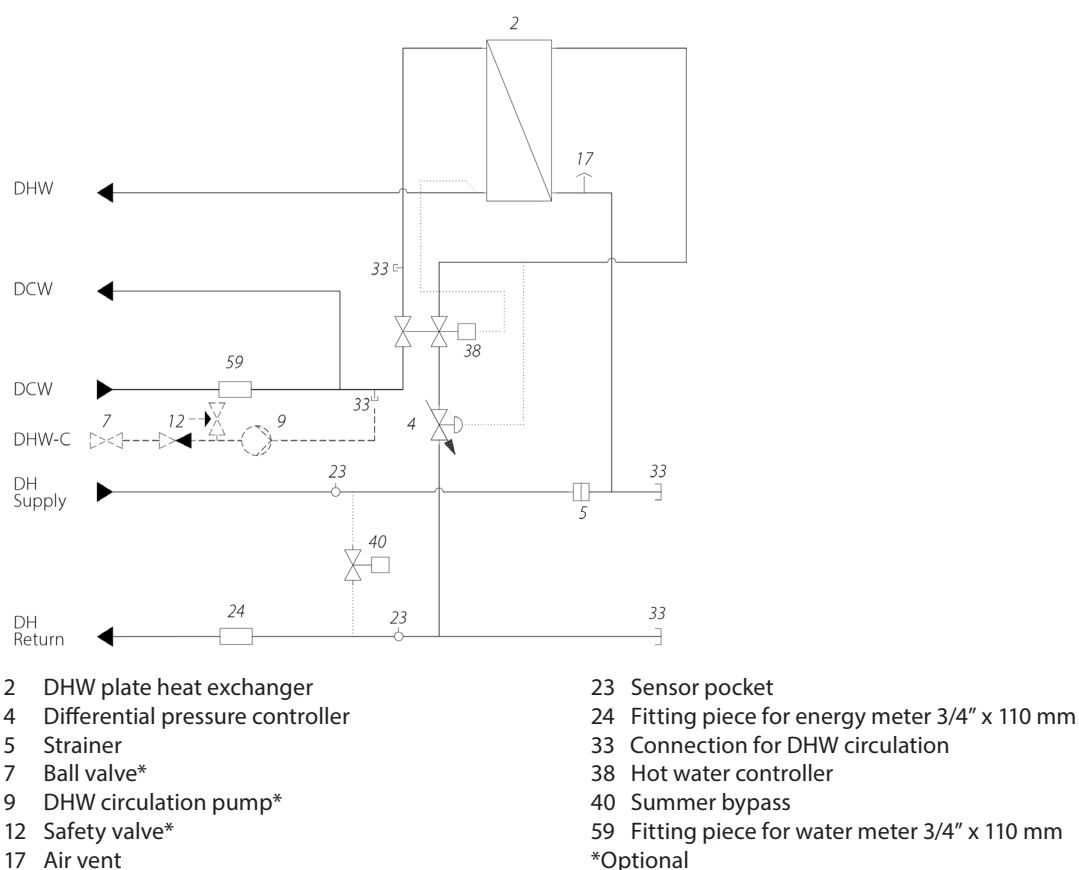 2
17
DHW
33
DCW
38
59
DCW
33
7
12
9
4
DHW-C
DH
Supply
23
33
5
40
DH
Return
24
23
33
2 DHW plate heat exchanger
4 Differential pressure controller
5 Strainer
7 Ball valve*
9 DHW circulation pump*
12 Safety valve*
17 Air vent
23 Sensor pocket
24 Fitting piece for energy meter 3/4” x 110 mm
33 Connection for DHW circulation
38 Hot water controller
40 Summer bypass
59 Fitting piece for water meter 3/4” x 110 mm
*Optional